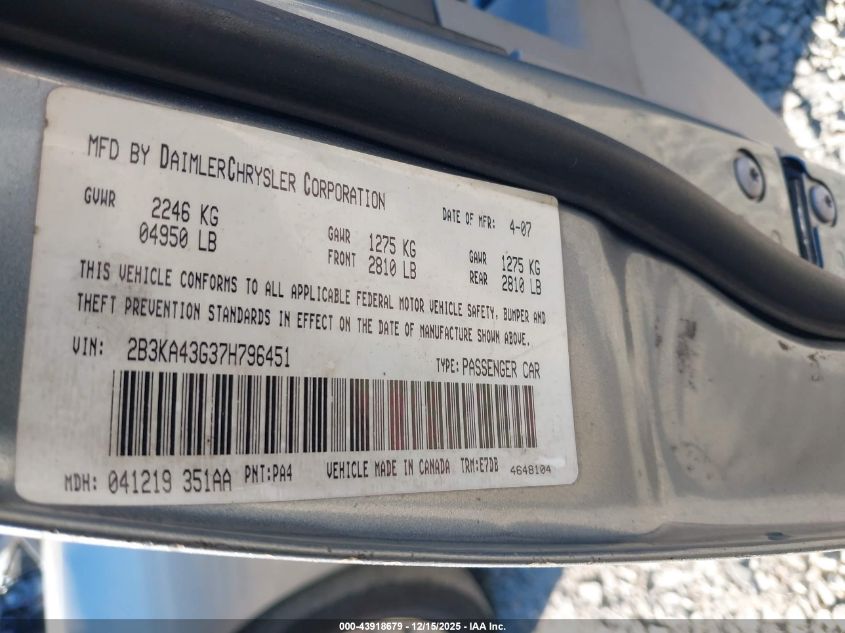 MFD BY DAIMLERCHRYSLER CORPORATION
DATE OF MFR: 4-07
GVWR 2246 KG
04950 LB
GAWR FRONT 1275 KG
2810 LB
GAWR REAR 1275 KG
2810 LB
THIS VEHICLE CONFORMS TO ALL APPLICABLE FEDERAL MOTOR VEHICLE SAFETY, BUMPER AND
THEFT PREVENTION STANDARDS IN EFFECT ON THE DATE OF MANUFACTURE SHOWN ABOVE.
VIN: 2B3KA43G37H796451 TYPE: PASSENGER CAR
MDH: 041219 351AA PNT:PA4 VEHICLE MADE IN CANADA TRM:E7DB 4648104
000-43918679 - 12/15/2025 - IAA Inc.